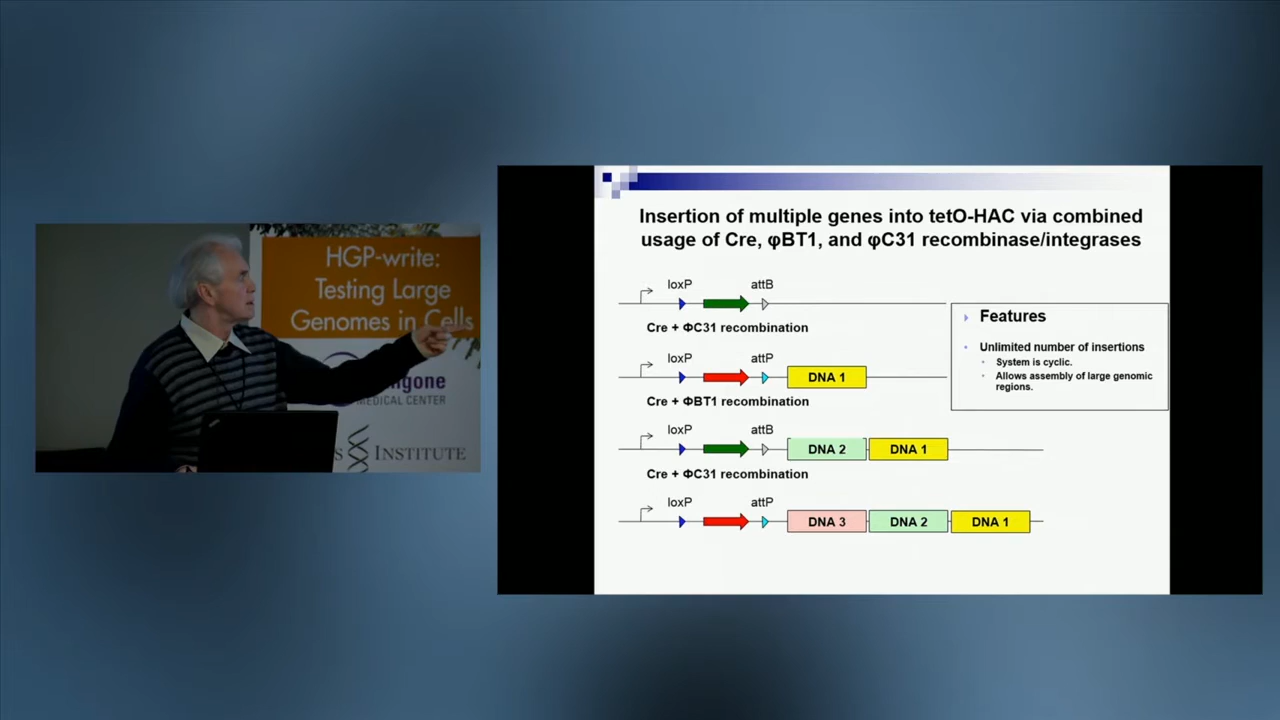 HGP-write:
Testing Large
Genomes in Cells
MEDICAL CENTER
INSTITUTE
Insertion of multiple genes into tetO-HAC via combined
usage of Cre, φBT1, and φC31 recombinase/integrases
loxP attB
Cre + ΦC31 recombination
loxP attP
DNA 1
Cre + ΦBT1 recombination
loxP attB
DNA 2 DNA 1
Cre + ΦC31 recombination
loxP attP
DNA 3 DNA 2 DNA 1
Features
Unlimited number of insertions
System is cyclic.
Allows assembly of large genomic
regions.